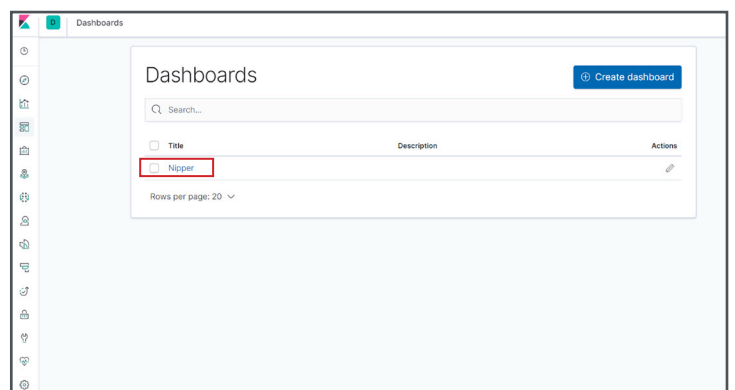 D Dashboards
Dashboards
Create dashboard
Search...
Title Description Actions
Nipper
Rows per page: 20